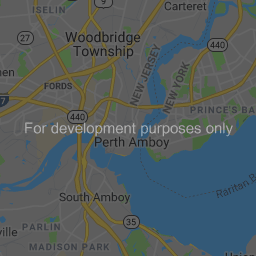 ISELIN
Carteret
27
Woodbridge
Township
440
NEW JERSEY
NEW YORK
FORDS
440
PRINCE'S BA
For development purposes only
Perth Amboy
Raritan B
South Amboy
35
PARLIN
MADISON PARK